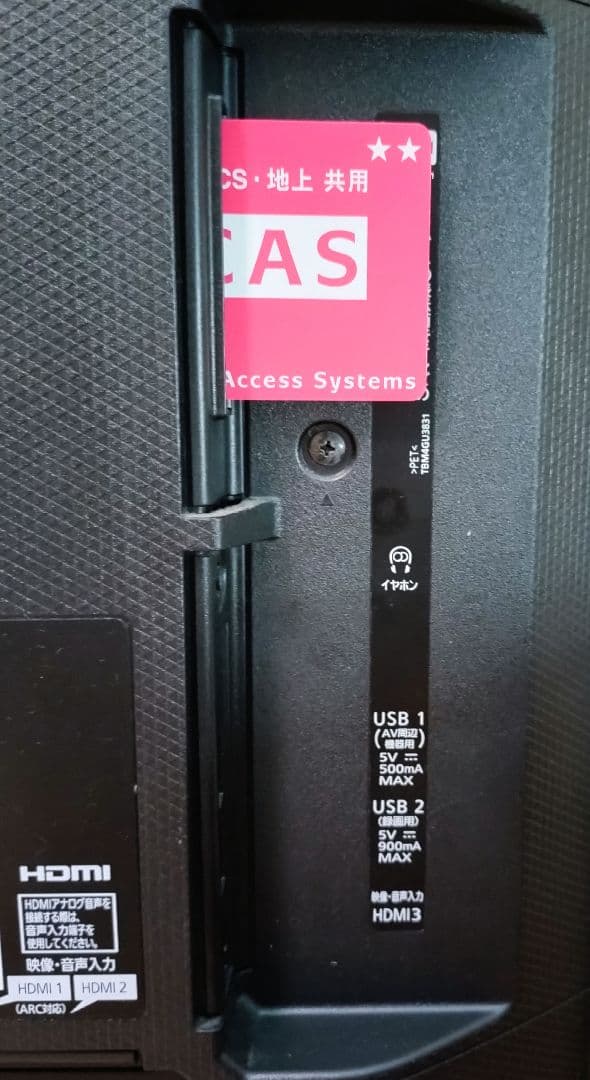 ★★
CS・地上 共用
CAS
Access Systems
>PET<
TBM4GU3831
イヤホン
USB 1
(AV周辺
機器用)
5V ⎓
500mA
MAX
USB 2
(録画用)
5V ⎓
900mA
MAX
映像・音声入力
HDMI3
HDMI
HDMIアナログ音声を
接続する際は、
音声入力端子を
使用してください。
映像・音声入力
HDMI 1 HDMI 2
(ARC対応)